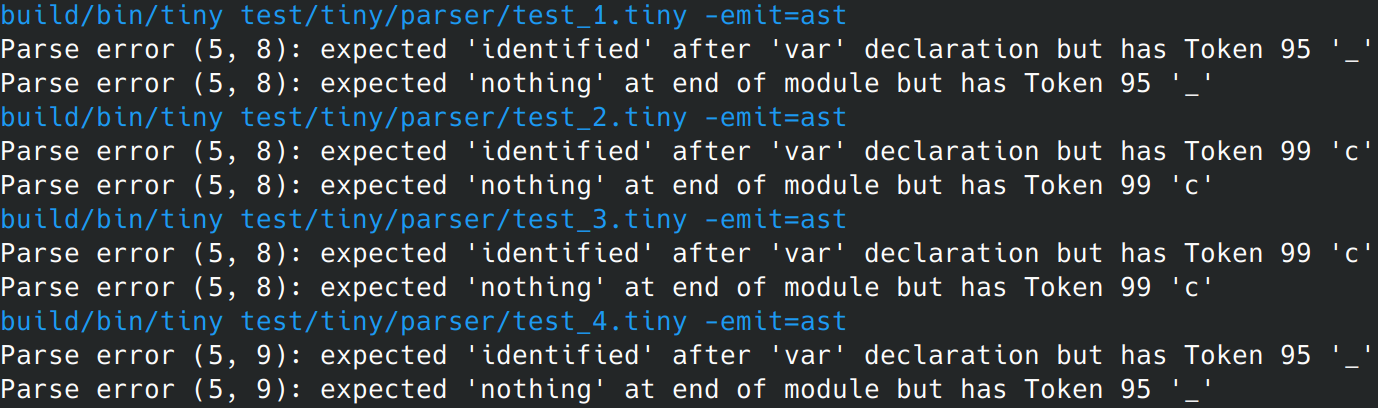 build/bin/tiny test/tiny/parser/test_1.tiny -emit=ast
Parse error (5, 8): expected 'identified' after 'var' declaration but has Token 95 '_'
Parse error (5, 8): expected 'nothing' at end of module but has Token 95 '_'
build/bin/tiny test/tiny/parser/test_2.tiny -emit=ast
Parse error (5, 8): expected 'identified' after 'var' declaration but has Token 99 'c'
Parse error (5, 8): expected 'nothing' at end of module but has Token 99 'c'
build/bin/tiny test/tiny/parser/test_3.tiny -emit=ast
Parse error (5, 8): expected 'identified' after 'var' declaration but has Token 99 'c'
Parse error (5, 8): expected 'nothing' at end of module but has Token 99 'c'
build/bin/tiny test/tiny/parser/test_4.tiny -emit=ast
Parse error (5, 9): expected 'identified' after 'var' declaration but has Token 95 '_'
Parse error (5, 9): expected 'nothing' at end of module but has Token 95 '_'